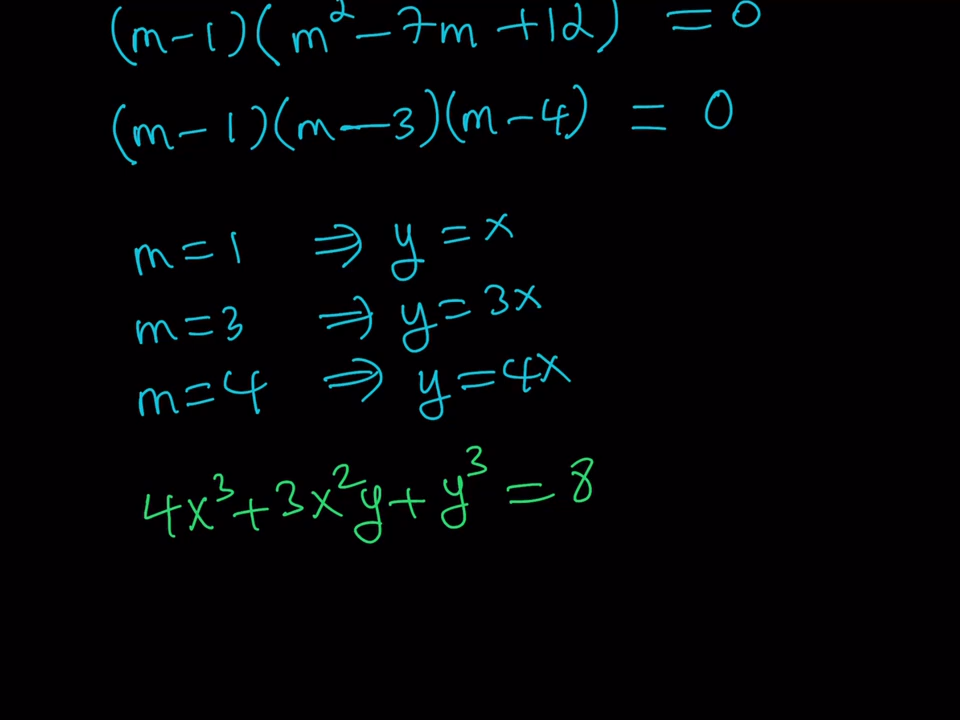 (m-1)(m²-7m+12) = 0
(m-1)(m-3)(m-4) = 0
m=1 ⇒ y=x
m=3 ⇒ y=3x
m=4 ⇒ y=4x
4x³+3x²y+y³=8